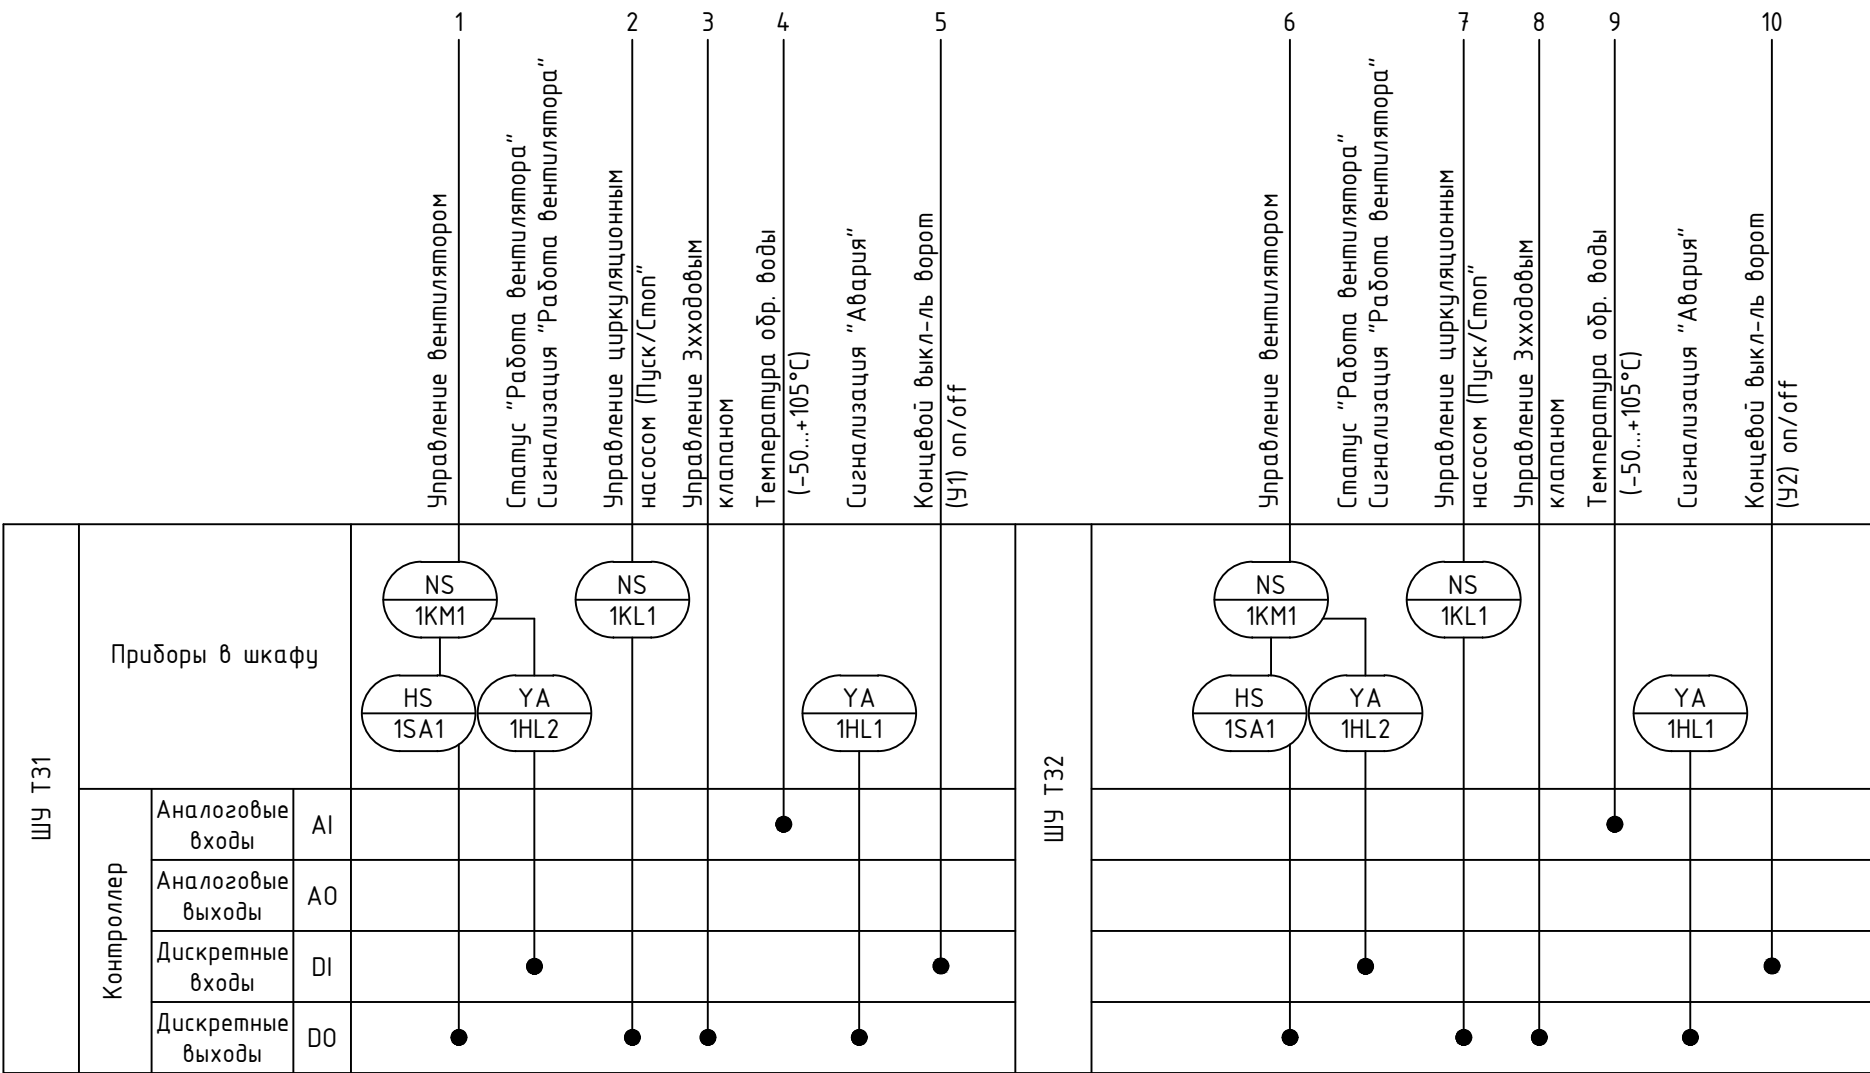 1
2
3
4
5
6
7
8
9
10
Управление вентилятором
Статус "Работа вентилятора"
Сигнализация "Работа вентилятора"
Управление циркуляционным
насосом (Пуск/Стоп"
Управление 3хходовым
клапаном
Температура обр. воды
(-50...+105°C)
Сигнализация "Авария"
Концевой выкл-ль ворот
(У1) on/off
Управление вентилятором
Статус "Работа вентилятора"
Сигнализация "Работа вентилятора"
Управление циркуляционным
насосом (Пуск/Стоп"
Управление 3хходовым
клапаном
Температура обр. воды
(-50...+105°C)
Сигнализация "Авария"
Концевой выкл-ль ворот
(У2) on/off
ШУ ТЗ1
Приборы в шкафу
NS
1KM1
NS
1KL1
HS
1SA1
YA
1HL2
YA
1HL1
ШУ ТЗ2
NS
1KM1
NS
1KL1
HS
1SA1
YA
1HL2
YA
1HL1
Контроллер
Аналоговые
входы
AI
Аналоговые
выходы
AO
Дискретные
входы
DI
Дискретные
выходы
DO